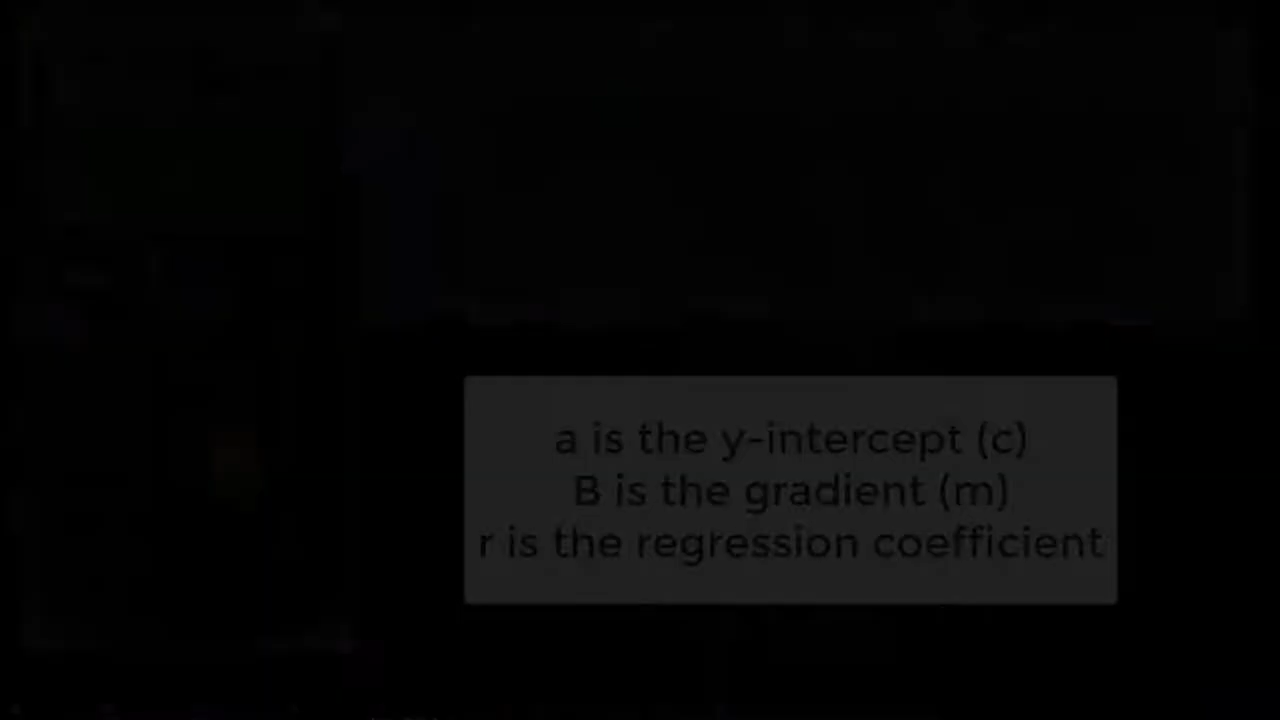 a is the y-intercept (c)
B is the gradient (m)
r is the regression coefficient